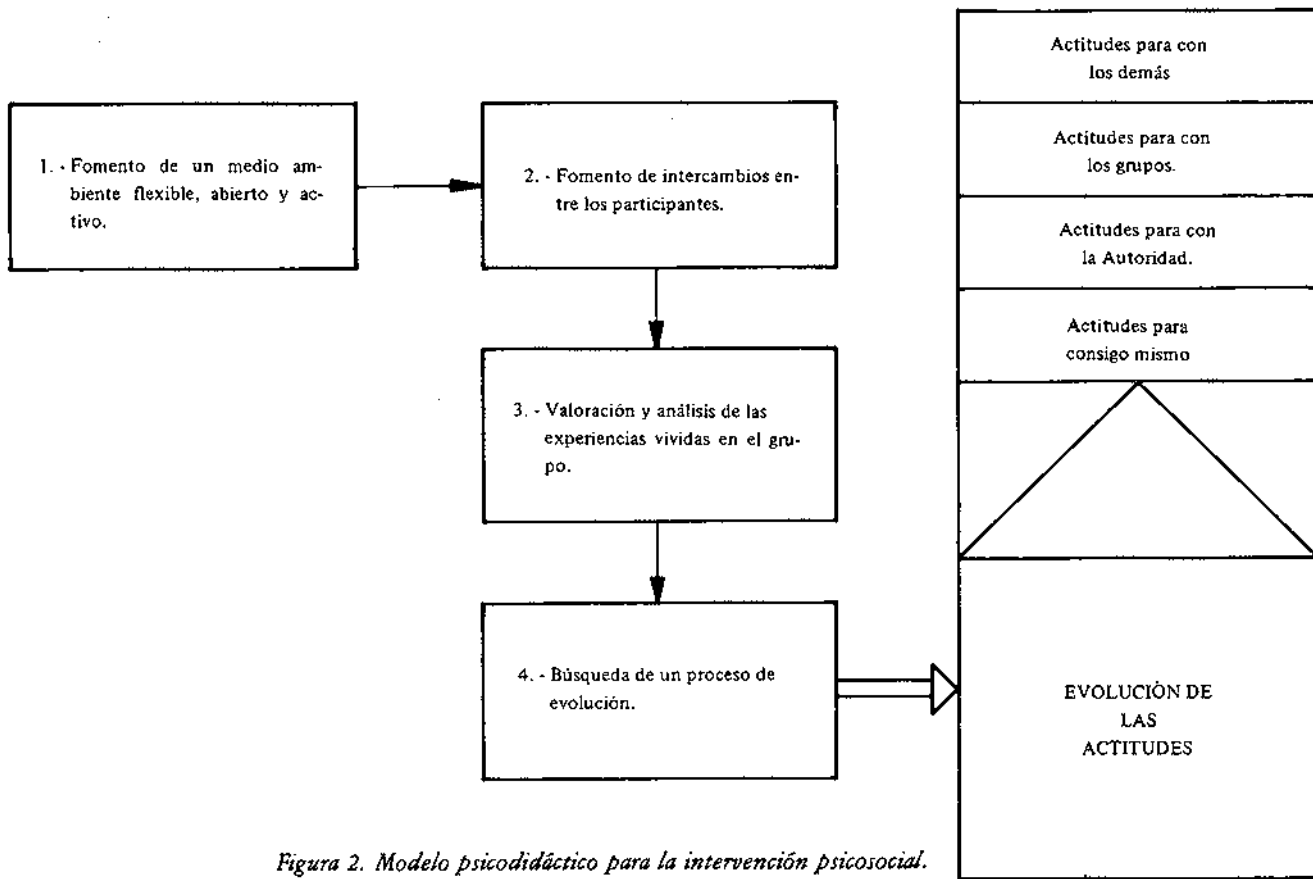 1. - Fomento de un medio am-
biente flexible, abierto y ac-
tivo.
2. - Fomento de intercambios en-
tre los participantes.
3. - Valoración y análisis de las
experiencias vividas en el gru-
po.
4. - Búsqueda de un proceso de
evolución.
Actitudes para con
los demás
Actitudes para con
los grupos.
Actitudes para con
la Autoridad.
Actitudes para
consigo mismo
EVOLUCIÒN DE
LAS
ACTITUDES
Figura 2. Modelo psicodidáctico para la intervención psicosocial.